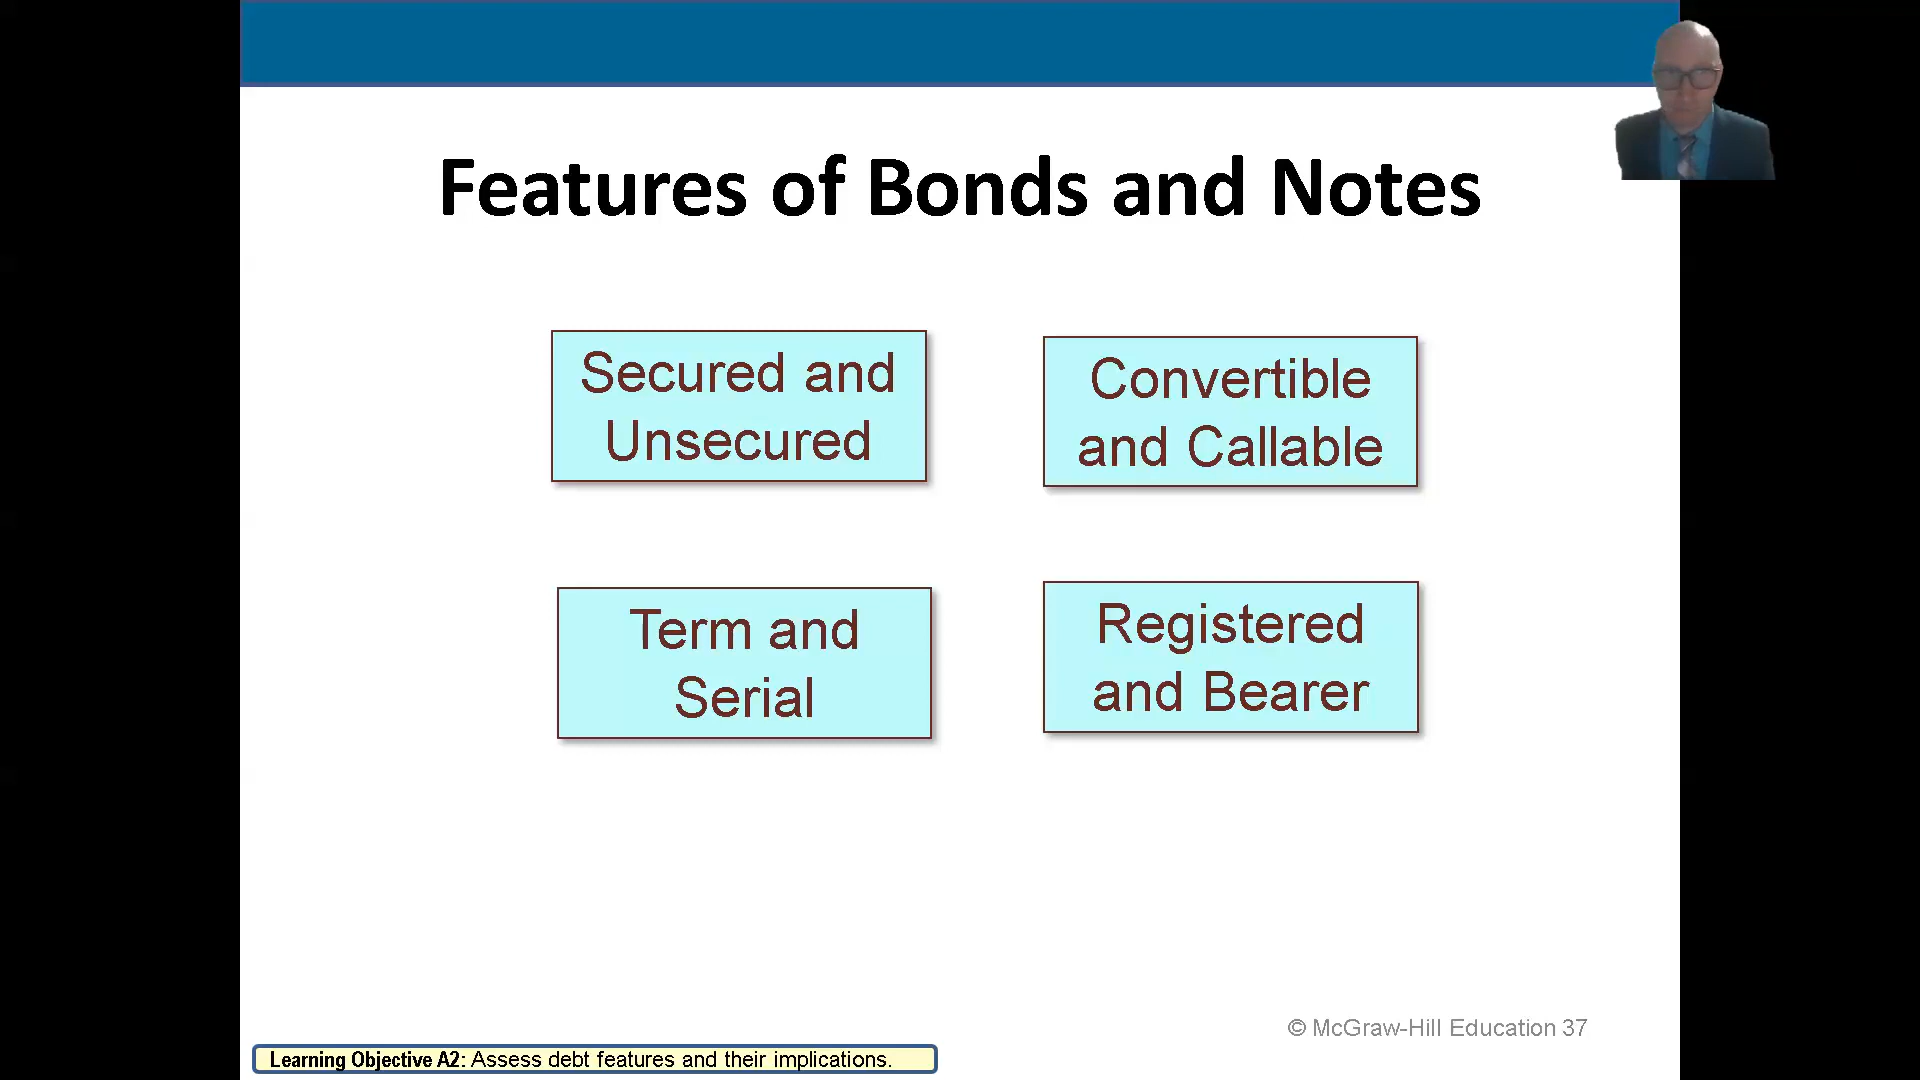 Features of Bonds and Notes
Secured and
Unsecured
Convertible
and Callable
Term and
Serial
Registered
and Bearer
© McGraw-Hill Education 37
Learning Objective A2: Assess debt features and their implications.